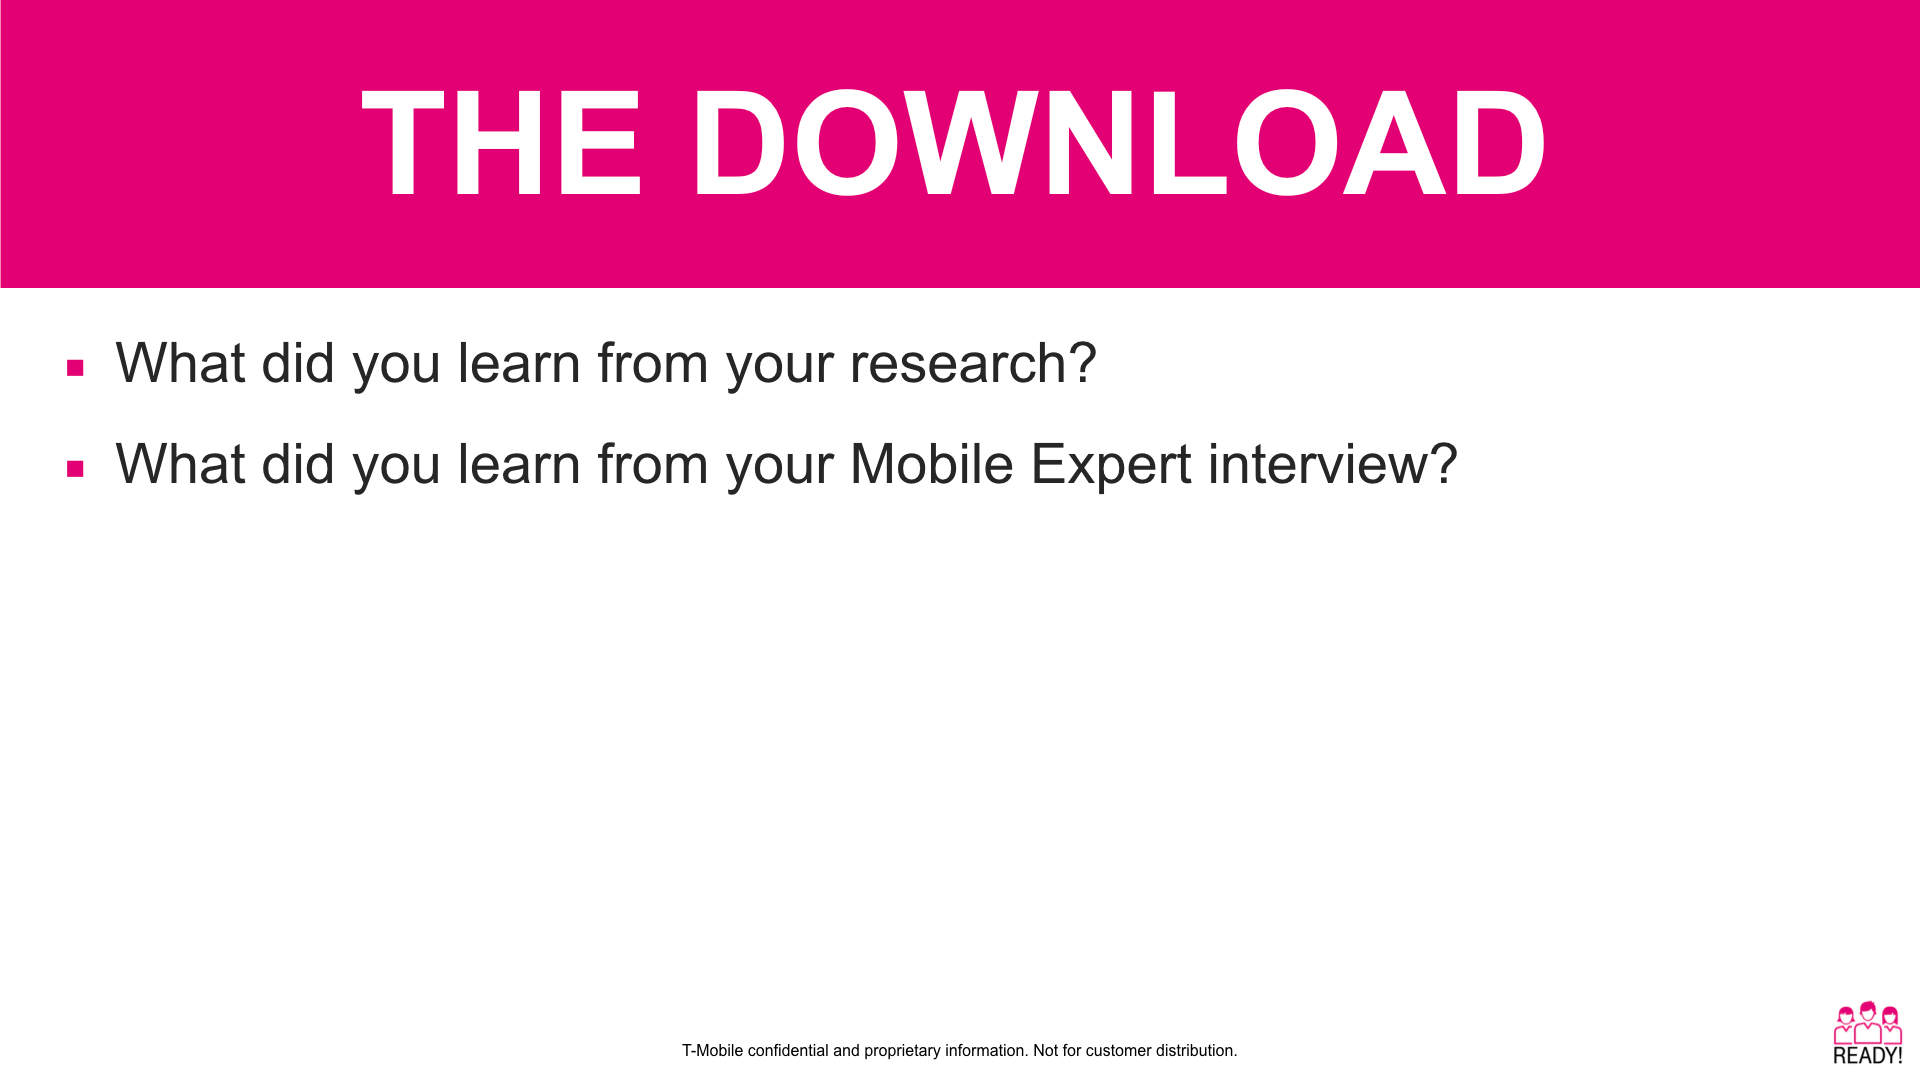 THE DOWNLOAD
▪ What did you learn from your research?
▪ What did you learn from your Mobile Expert interview?
T-Mobile confidential and proprietary information. Not for customer distribution.
READY!